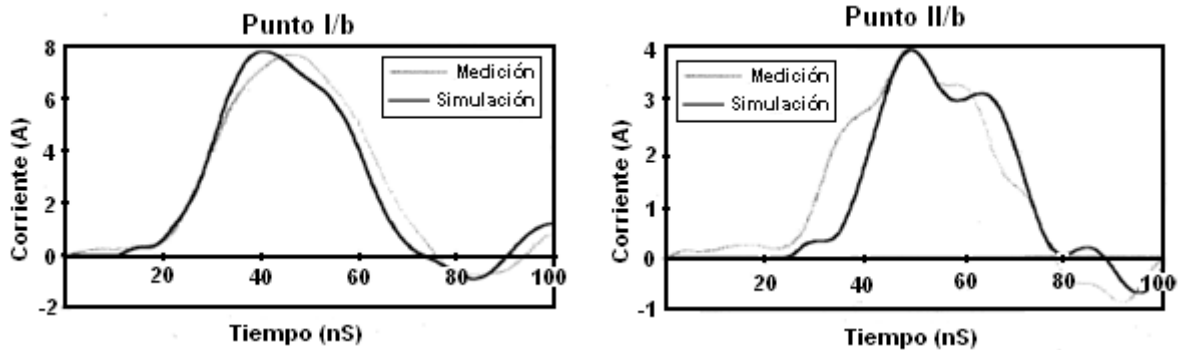 Punto I/b
8
6
4
2
0
-2
Corriente (A)
Medición
Simulación
20
40
60
80
100
Tiempo (nS)
Punto II/b
4
3
2
1
0
-1
Corriente (A)
Medición
Simulación
20
40
60
80
100
Tiempo (nS)